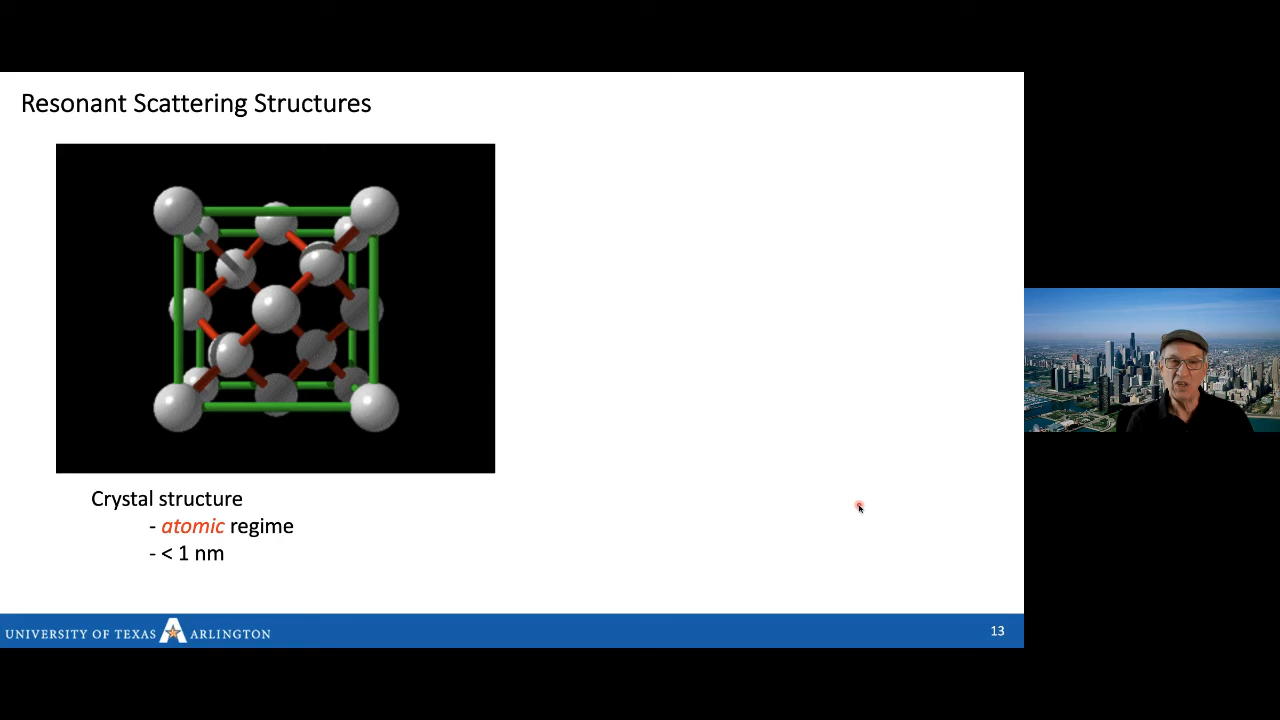 Resonant Scattering Structures
Crystal structure
- atomic regime
- < 1 nm
UNIVERSITY OF TEXAS ARLINGTON
13